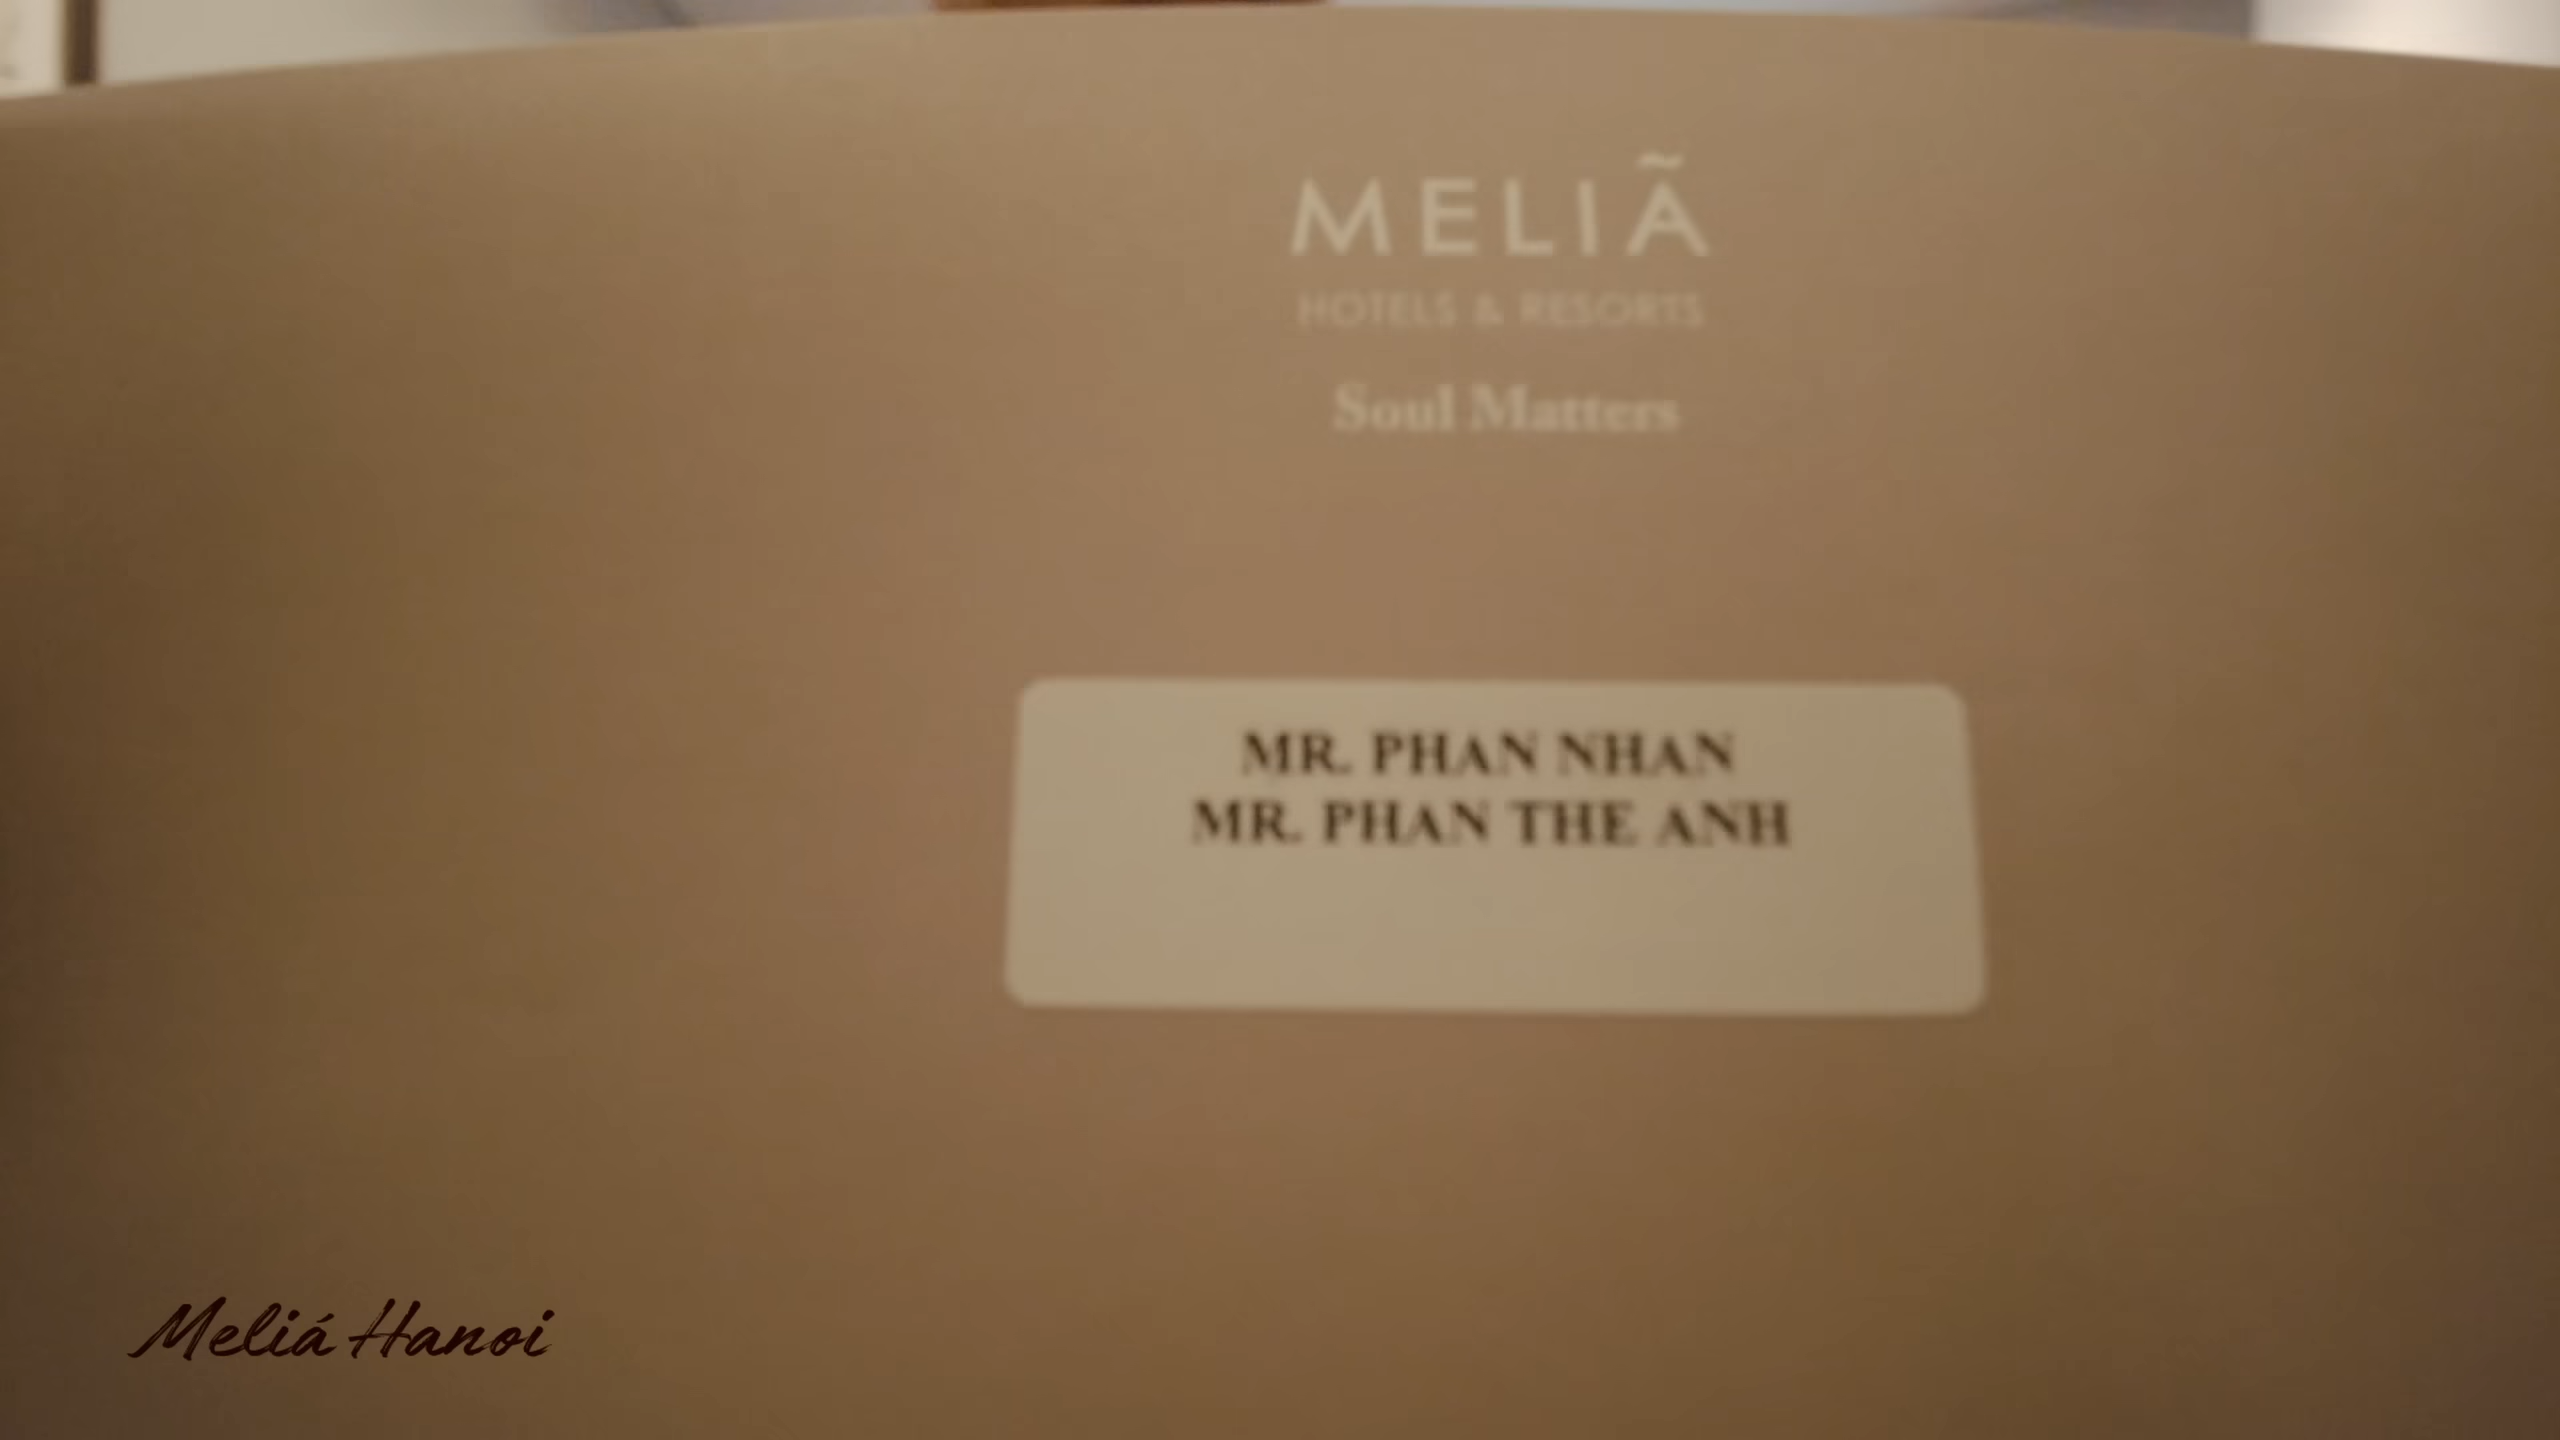 MELIÃ
HOTELS & RESORTS
Soul Matters
MR. PHAN NHAN
MR. PHAN THE ANH
Meliá Hanoi